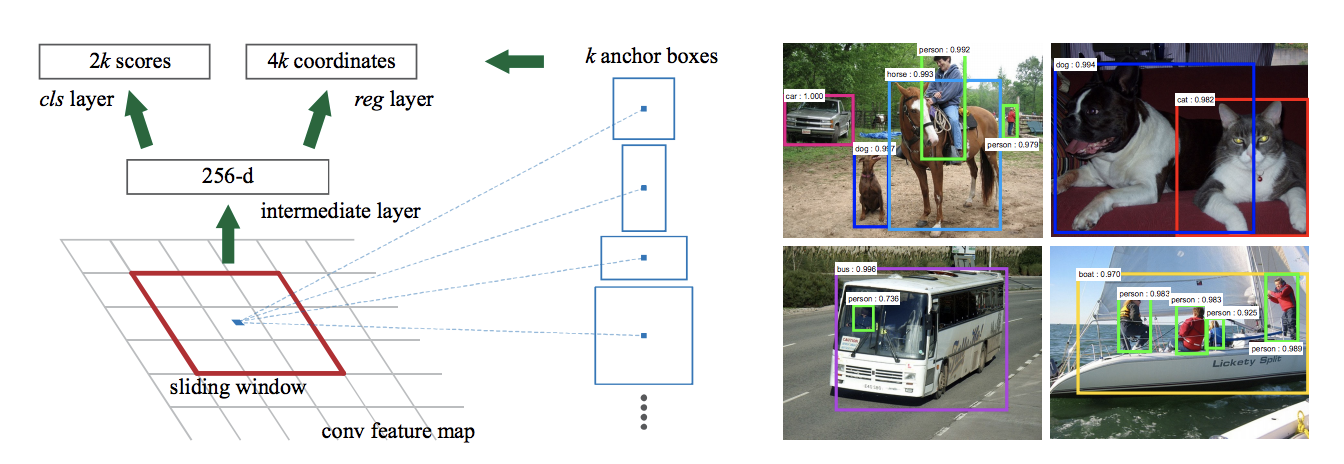 2k scores
4k coordinates
k anchor boxes
cls layer
reg layer
256-d
intermediate layer
sliding window
conv feature map
person : 0.992
horse : 0.993
car : 1.000
person : 0.979
dog : 0.997
dog : 0.994
cat : 0.982
bus : 0.996
person : 0.736
boat : 0.970
person : 0.983
person : 0.983
person : 0.925
person : 0.989
Lickety Split